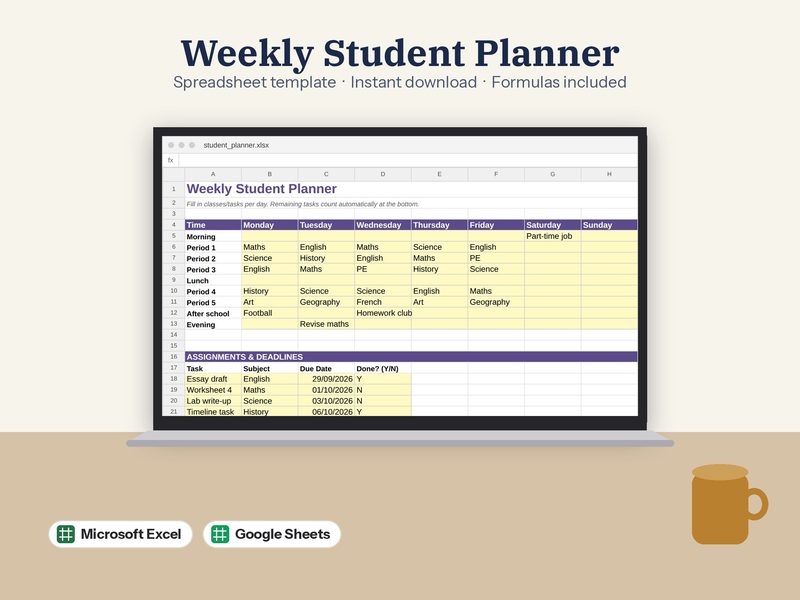 Weekly Student Planner
Spreadsheet template · Instant download · Formulas included
student_planner.xlsx
fx
A B C D E F G H
1 Weekly Student Planner
2 Fill in classes/tasks per day. Remaining tasks count automatically at the bottom.
3
4 Time Monday Tuesday Wednesday Thursday Friday Saturday Sunday
5 Morning Part-time job
6 Period 1 Maths English Maths Science English
7 Period 2 Science History English Maths PE
8 Period 3 English Maths PE History Science
9 Lunch
10 Period 4 History Science Science English Maths
11 Period 5 Art Geography French Art Geography
12 After school Football Homework club
13 Evening Revise maths
14
15
16 ASSIGNMENTS & DEADLINES
17 Task Subject Due Date Done? (Y/N)
18 Essay draft English 29/09/2026 Y
19 Worksheet 4 Maths 01/10/2026 N
20 Lab write-up Science 03/10/2026 N
21 Timeline task History 06/10/2026 Y
Microsoft Excel Google Sheets